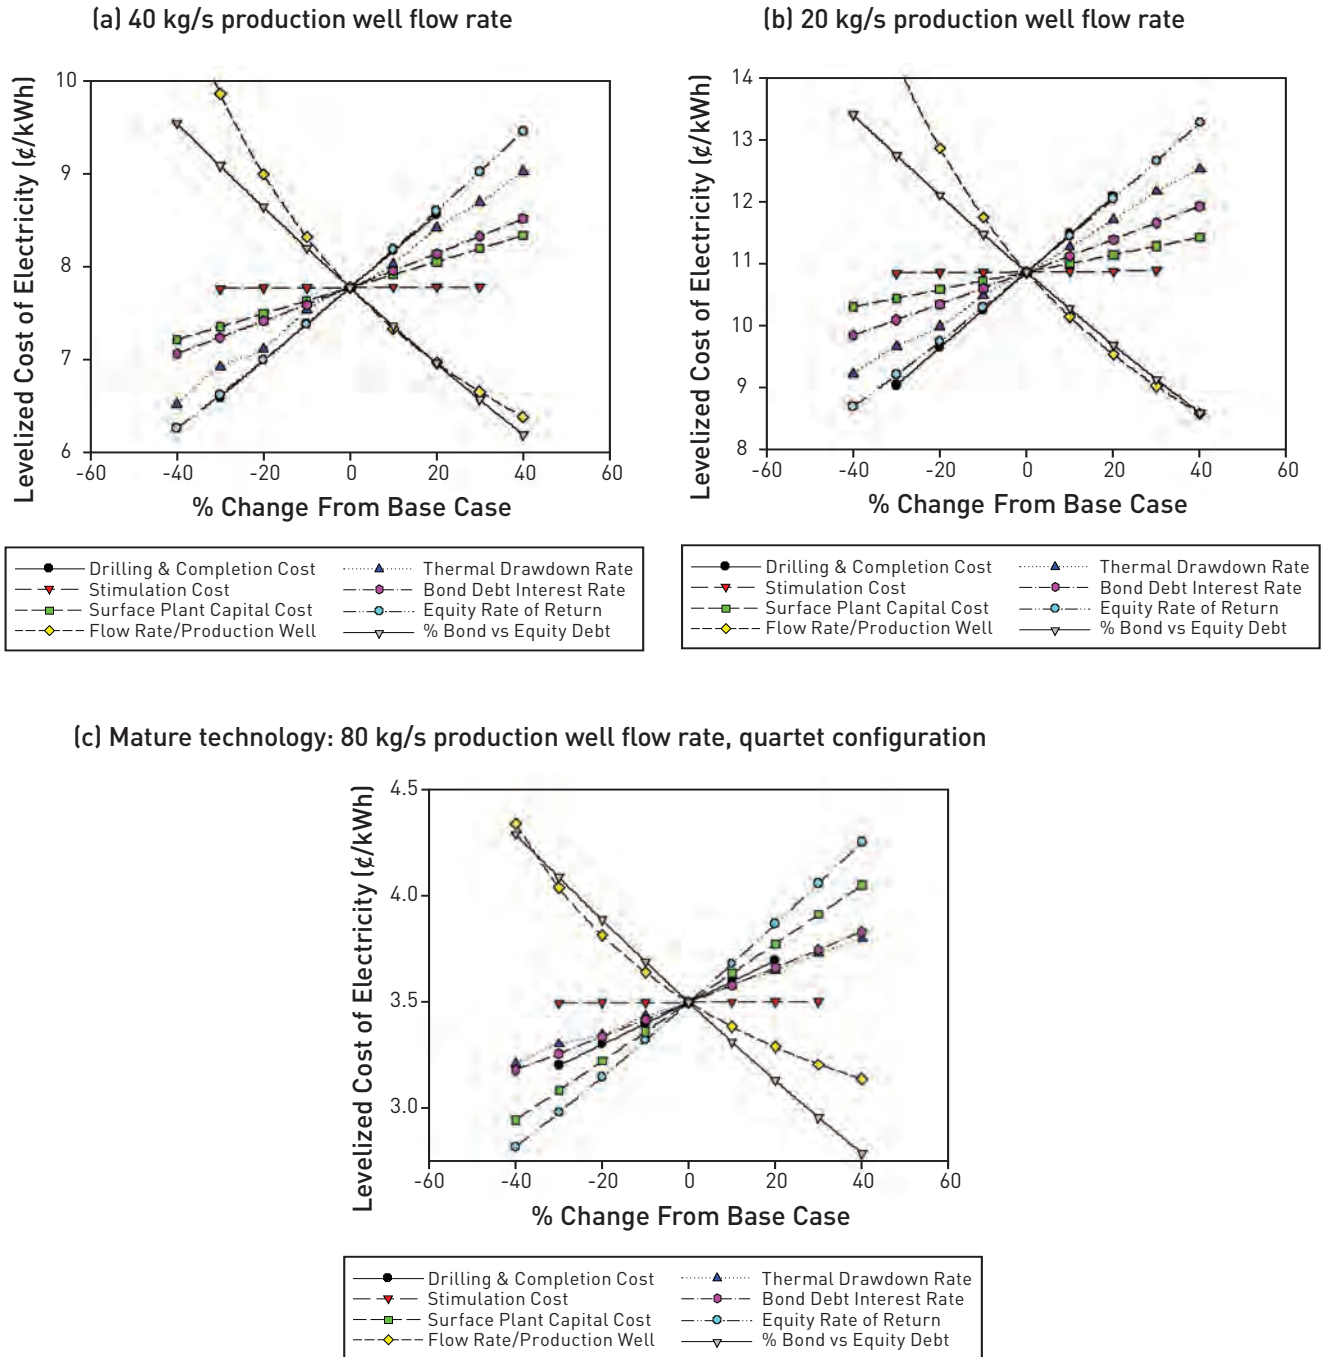 (a) 40 kg/s production well flow rate
Levelized Cost of Electricity (¢/kWh)
10
9
8
7
6
-60
-40
-20
0
20
40
60
% Change From Base Case
Drilling & Completion Cost
Stimulation Cost
Surface Plant Capital Cost
Flow Rate/Production Well
Thermal Drawdown Rate
Bond Debt Interest Rate
Equity Rate of Return
% Bond vs Equity Debt
(b) 20 kg/s production well flow rate
Levelized Cost of Electricity (¢/kWh)
14
13
12
11
10
9
8
-60
-40
-20
0
20
40
60
% Change From Base Case
Drilling & Completion Cost
Stimulation Cost
Surface Plant Capital Cost
Flow Rate/Production Well
Thermal Drawdown Rate
Bond Debt Interest Rate
Equity Rate of Return
% Bond vs Equity Debt
(c) Mature technology: 80 kg/s production well flow rate, quartet configuration
Levelized Cost of Electricity (¢/kWh)
4.5
4.0
3.5
3.0
-60
-40
-20
0
20
40
60
% Change From Base Case
Drilling & Completion Cost
Stimulation Cost
Surface Plant Capital Cost
Flow Rate/Production Well
Thermal Drawdown Rate
Bond Debt Interest Rate
Equity Rate of Return
% Bond vs Equity Debt